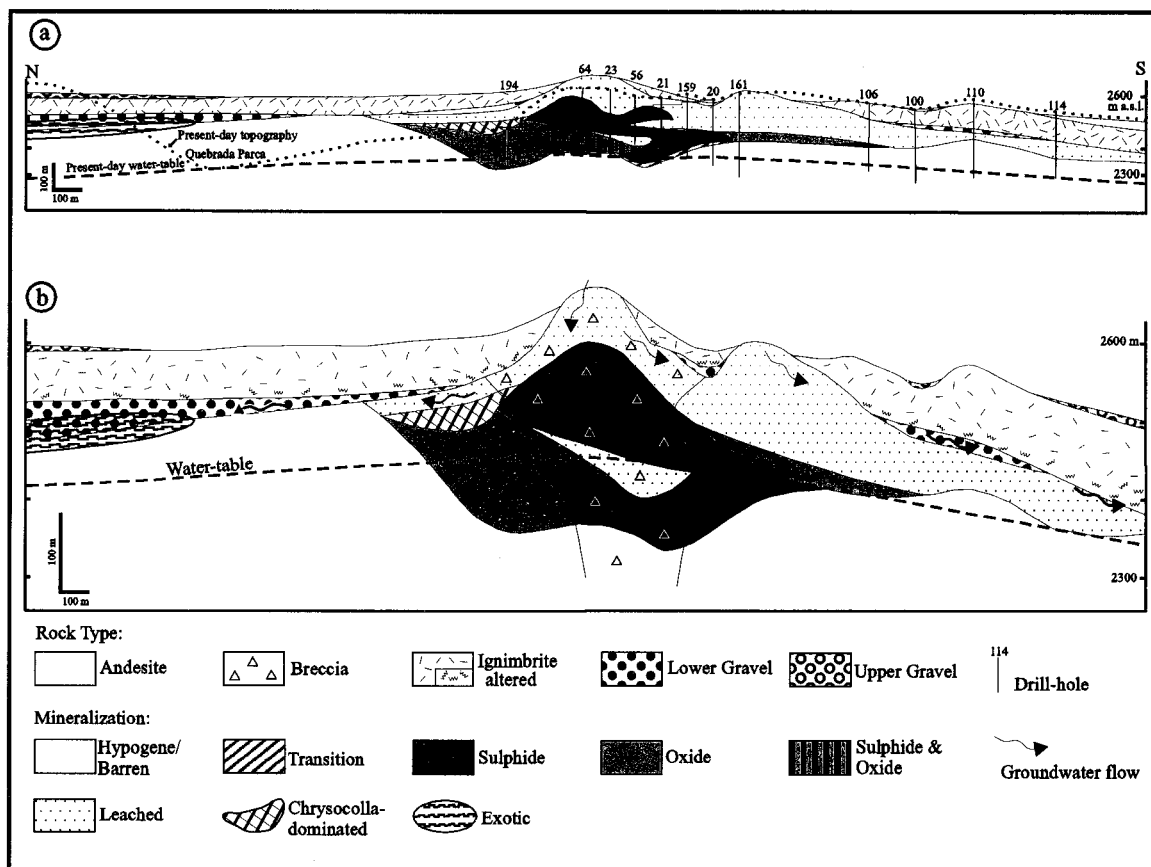 a
N
S
194
64
23
56
21
159
20
161
106
100
110
114
2600
m a.s.l.
Present-day topography
Quebrada Parca
Present-day water-table
2300
100 m
100 m
b
2600 m
Water-table
100 m
100 m
2300
Rock Type:
Andesite
Breccia
Ignimbrite
altered
Lower Gravel
Upper Gravel
114
Drill-hole
Mineralization:
Hypogene/
Barren
Transition
Sulphide
Oxide
Sulphide &
Oxide
Groundwater flow
Leached
Chrysocolla-
dominated
Exotic